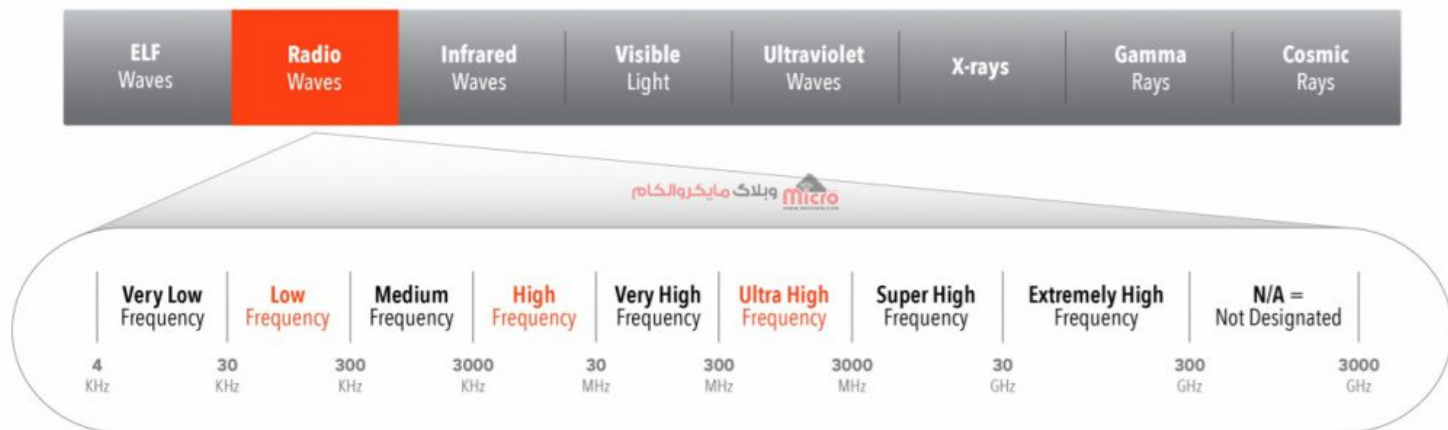 ELF
Waves
Radio
Waves
Infrared
Waves
Visible
Light
Ultraviolet
Waves
X-rays
Gamma
Rays
Cosmic
Rays
وبلاگ مایکروالکام
Micro
Very Low
Frequency
Low
Frequency
Medium
Frequency
High
Frequency
Very High
Frequency
Ultra High
Frequency
Super High
Frequency
Extremely High
Frequency
N/A =
Not Designated
4
KHz
30
KHz
300
KHz
3000
KHz
30
MHz
300
MHz
3000
MHz
30
GHz
300
GHz
3000
GHz